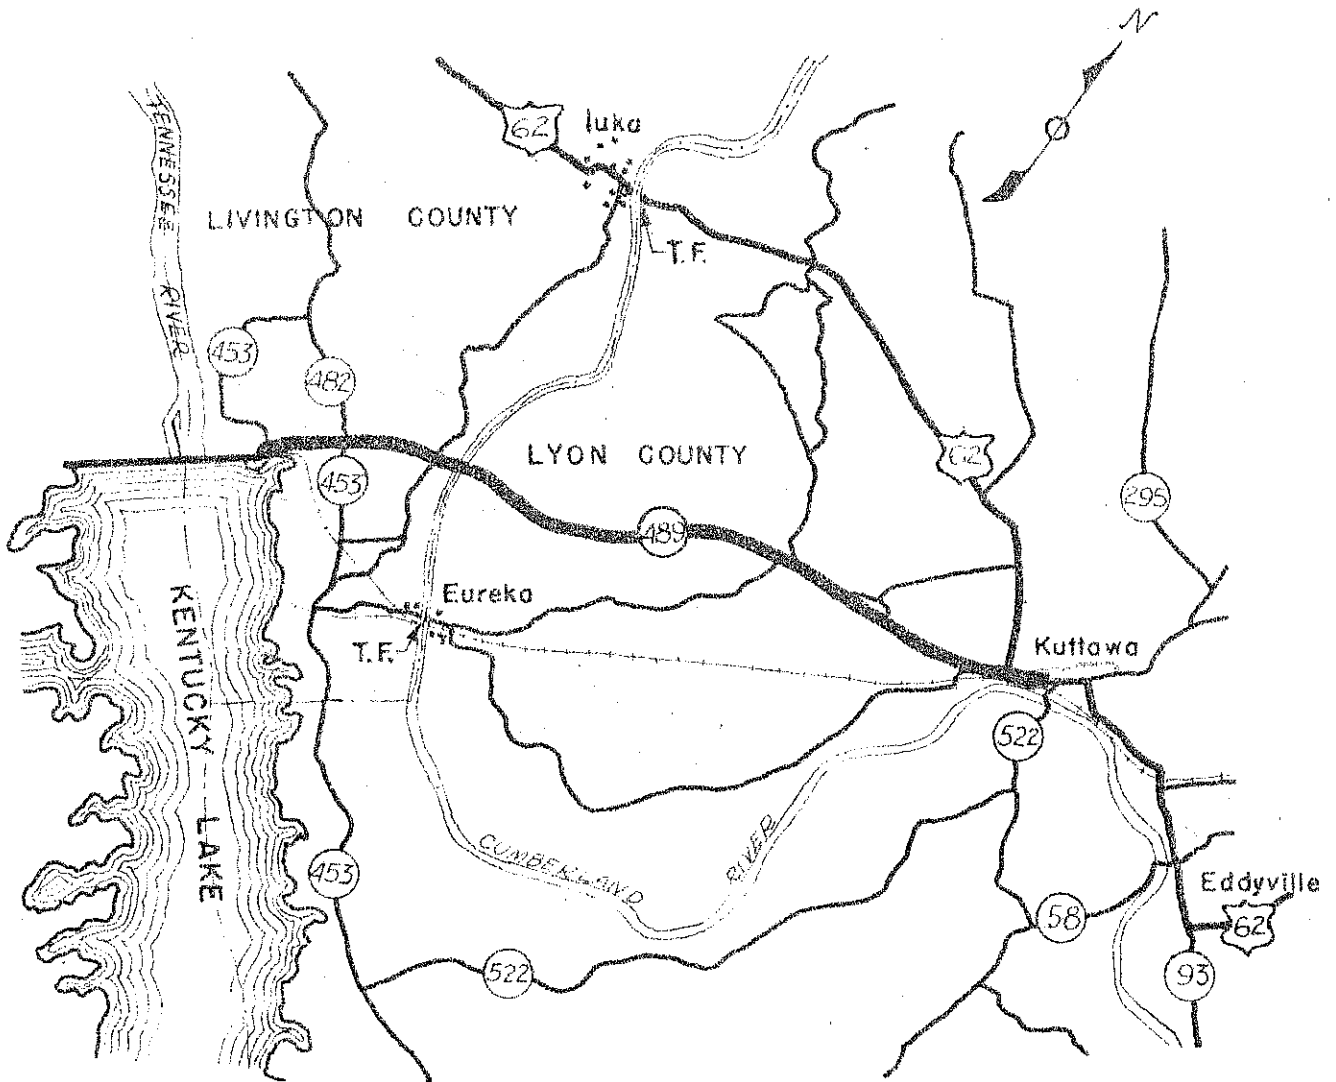 N
62
Iuka
TENNESSEE RIVER
LIVINGTON COUNTY
T.F.
453
482
LYON COUNTY
62
453
295
489
KENTUCKY LAKE
Eureka
T.F.
Kuttawa
522
CUMBERLAND RIVER
453
Eddyville
58
62
522
93